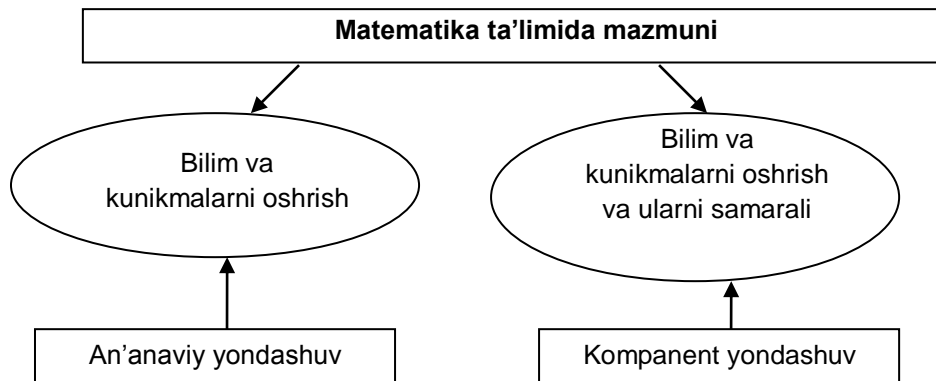 Matematika ta’limida mazmuni
Bilim va
kunikmalarni oshrish
Bilim va
kunikmalarni oshrish
va ularni samarali
An’anaviy yondashuv
Kompanent yondashuv